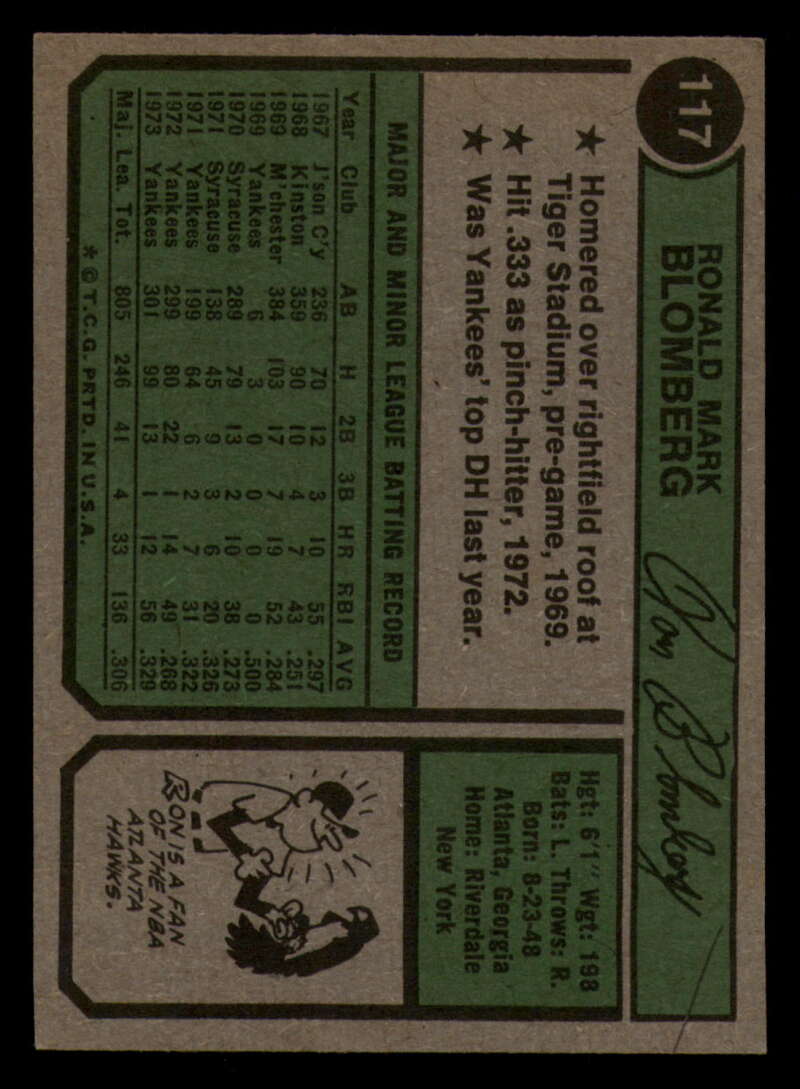 117
RONALD MARK
BLOMBERG
Ron Blomberg
★ Homered over rightfield roof at
Tiger Stadium, pre-game, 1969.
★ Hit .333 as pinch-hitter, 1972.
★ Was Yankees' top DH last year.
Hgt: 6'1" Wgt: 198
Bats: L. Throws: R.
Born: 8-23-48
Atlanta, Georgia
Home: Riverdale
New York
MAJOR AND MINOR LEAGUE BATTING RECORD
Year Club AB H 2B 3B HR RBI AVG
1967 J'son C'y 236 70 12 3 10 55 .297
1968 Kinston 359 90 10 4 7 43 .251
1969 M'chester 384 103 17 7 19 52 .284
1969 Yankees 6 3 0 0 0 0 .500
1970 Syracuse 289 79 13 2 10 38 .273
1971 Syracuse 138 45 9 3 6 20 .326
1971 Yankees 199 64 6 2 7 31 .322
1972 Yankees 299 80 22 1 14 49 .268
1973 Yankees 301 99 13 1 12 56 .329
Maj. Lea. Tot. 805 246 41 4 33 136 .306
* © T.C.G. PRTD. IN U.S.A.
RON IS A FAN
OF THE NBA
ATLANTA
HAWKS.